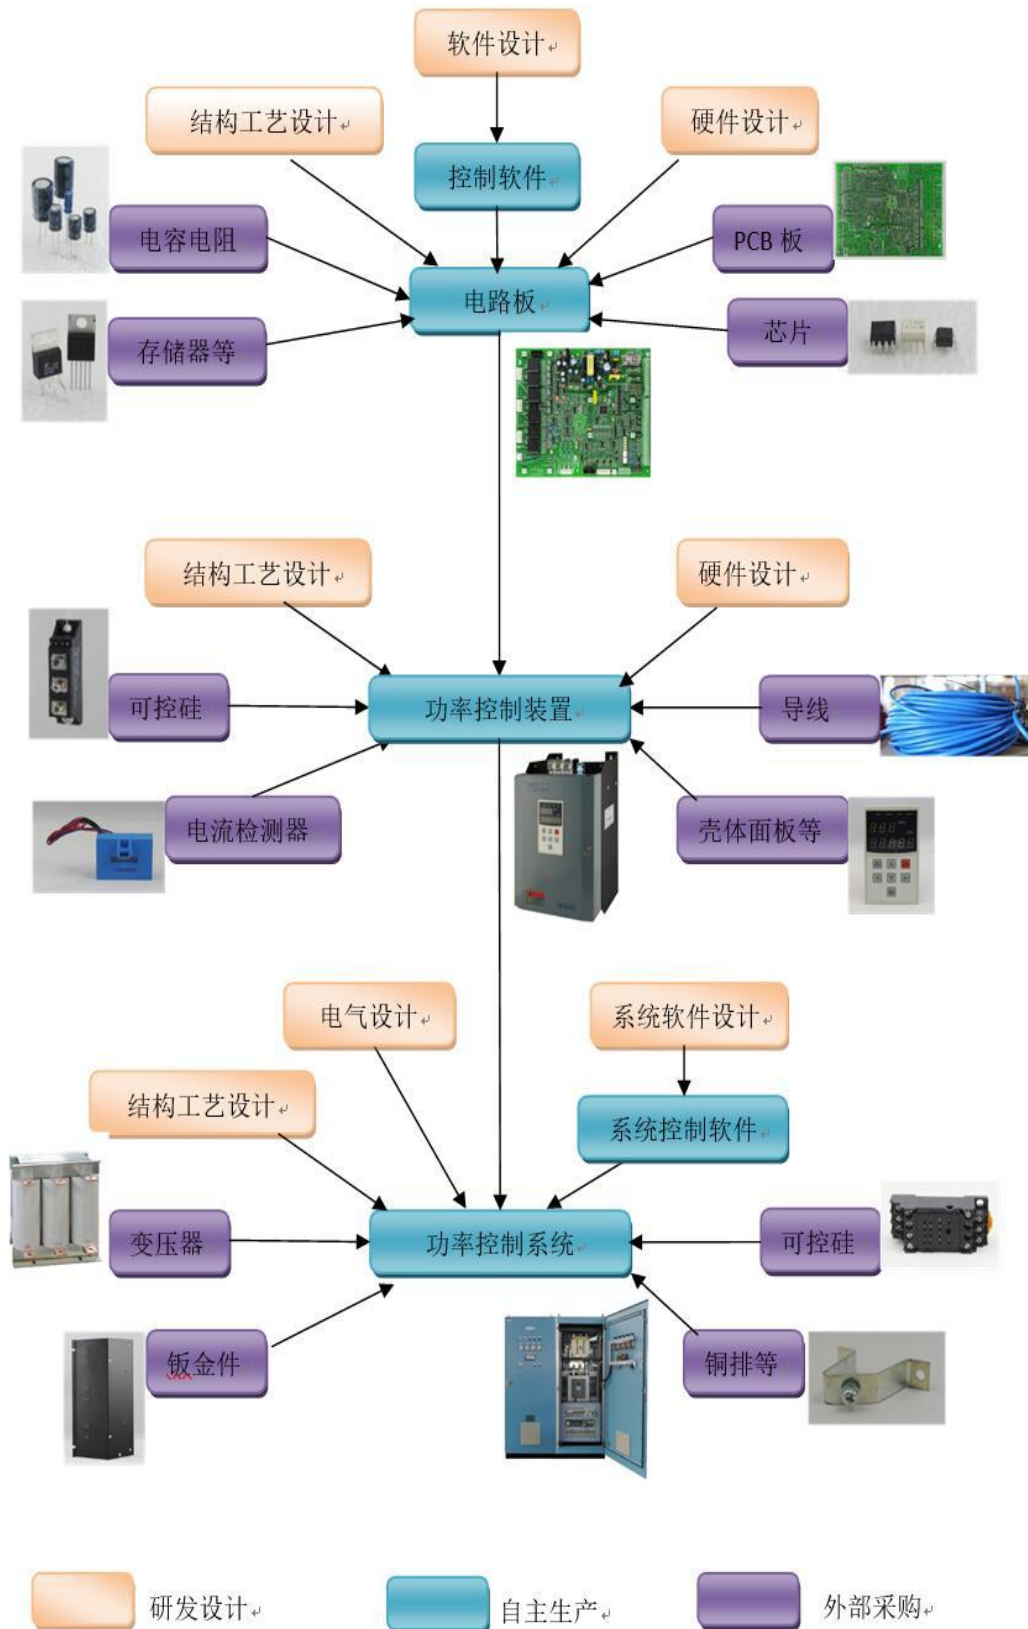 软件设计
结构工艺设计
硬件设计
控制软件
电容电阻
PCB 板
电路板
存储器等
芯片
结构工艺设计
硬件设计
可控硅
功率控制装置
导线
电流检测器
壳体面板等
电气设计
系统软件设计
结构工艺设计
系统控制软件
变压器
功率控制系统
可控硅
钣金件
铜排等
研发设计
自主生产
外部采购